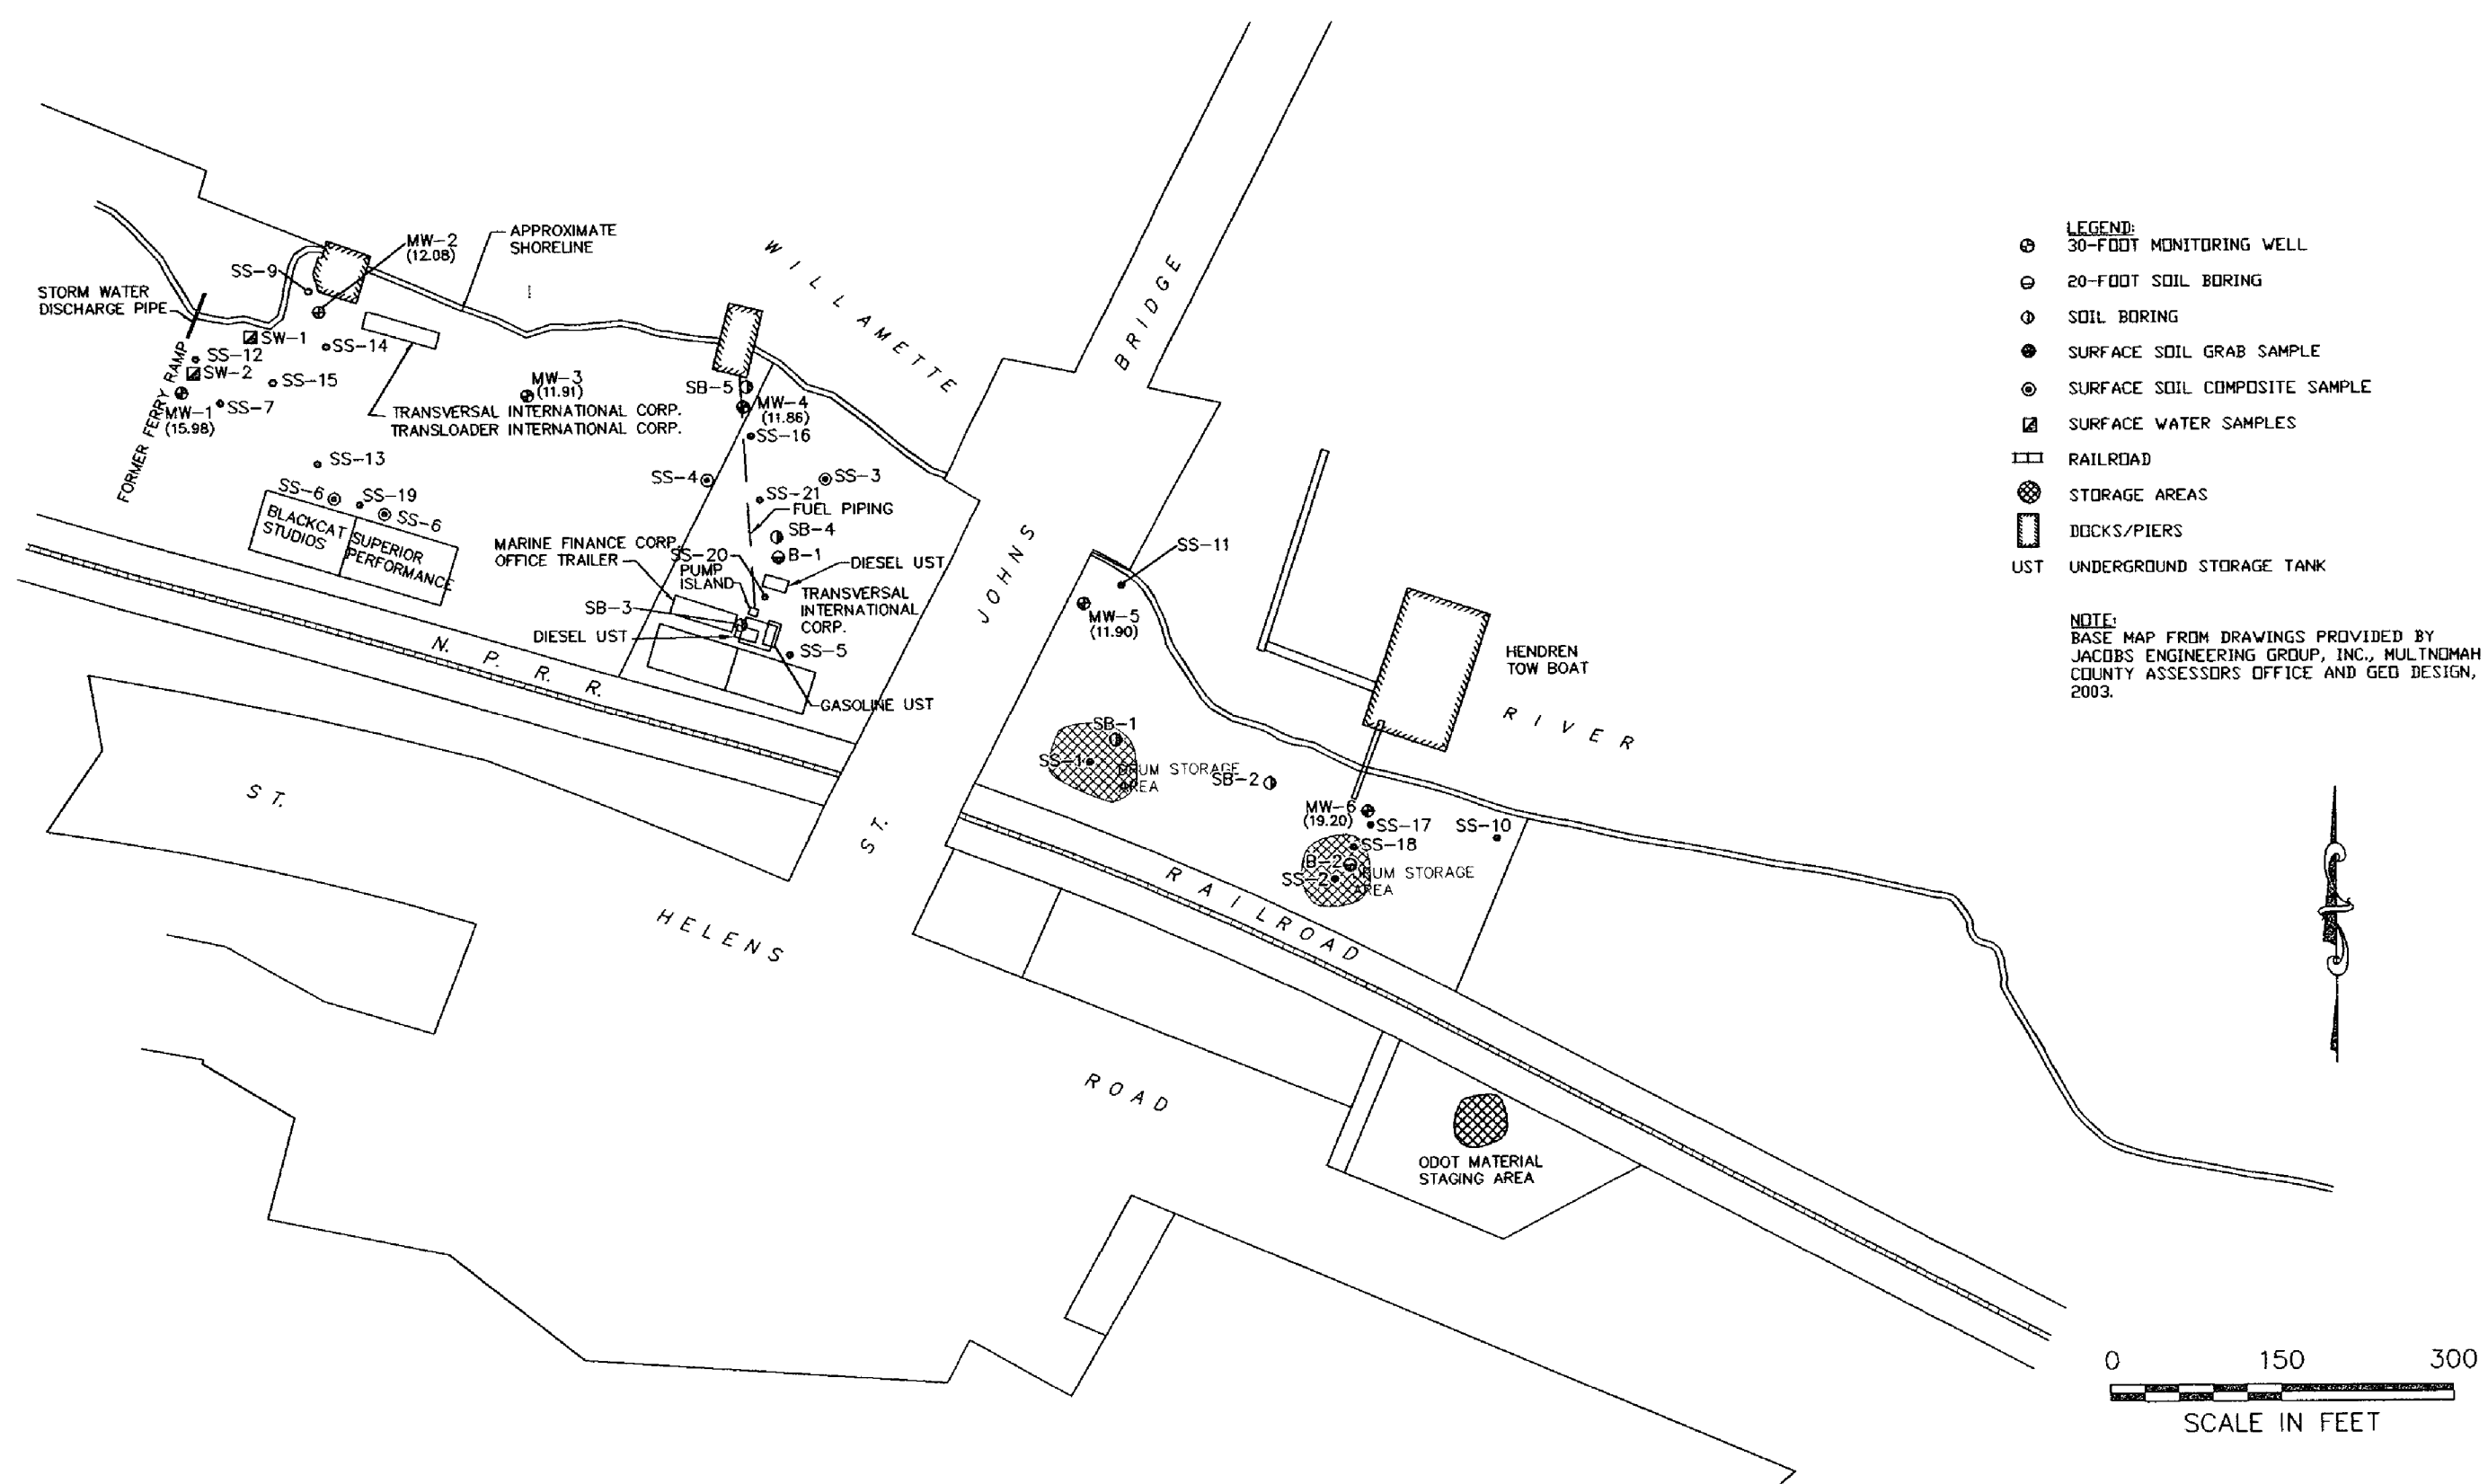 WILLAMETTE
BRIDGE
LEGEND:
30-FOOT MONITORING WELL
20-FOOT SOIL BORING
SOIL BORING
SURFACE SOIL GRAB SAMPLE
SURFACE SOIL COMPOSITE SAMPLE
SURFACE WATER SAMPLES
RAILROAD
STORAGE AREAS
DOCKS/PIERS
UST UNDERGROUND STORAGE TANK
NOTE:
BASE MAP FROM DRAWINGS PROVIDED BY
JACOBS ENGINEERING GROUP, INC., MULTNOMAH
COUNTY ASSESSORS OFFICE AND GEO DESIGN,
2003.
MW-2
(12.08)
APPROXIMATE
SHORELINE
SS-9
STORM WATER
DISCHARGE PIPE
SW-1
SS-14
SS-12
SW-2
SS-15
MW-1
(15.98)
SS-7
FORMER FERRY RAMP
MW-3
(11.91)
TRANSVERSAL INTERNATIONAL CORP.
TRANSLOADER INTERNATIONAL CORP.
SB-5
MW-4
(11.86)
SS-16
SS-13
SS-6
SS-19
SS-6
BLACKCAT
STUDIOS
SUPERIOR
PERFORMANCE
SS-4
SS-3
SS-21
FUEL PIPING
SB-4
B-1
MARINE FINANCE CORP.
OFFICE TRAILER
SS-20
PUMP
ISLAND
DIESEL UST
TRANSVERSAL
INTERNATIONAL
CORP.
SB-3
DIESEL UST
SS-5
GASOLINE UST
N. P. R. R.
JOHNS
SS-11
MW-5
(11.90)
HENDREN
TOW BOAT
RIVER
SB-1
SS-1
DRUM STORAGE
AREA
SB-2
MW-6
(19.20)
SS-17
SS-10
SS-18
B-2
SS-2
DRUM STORAGE
AREA
ST.
ST.
HELENS
RAILROAD
ROAD
ODOT MATERIAL
STAGING AREA
0 150 300
SCALE IN FEET